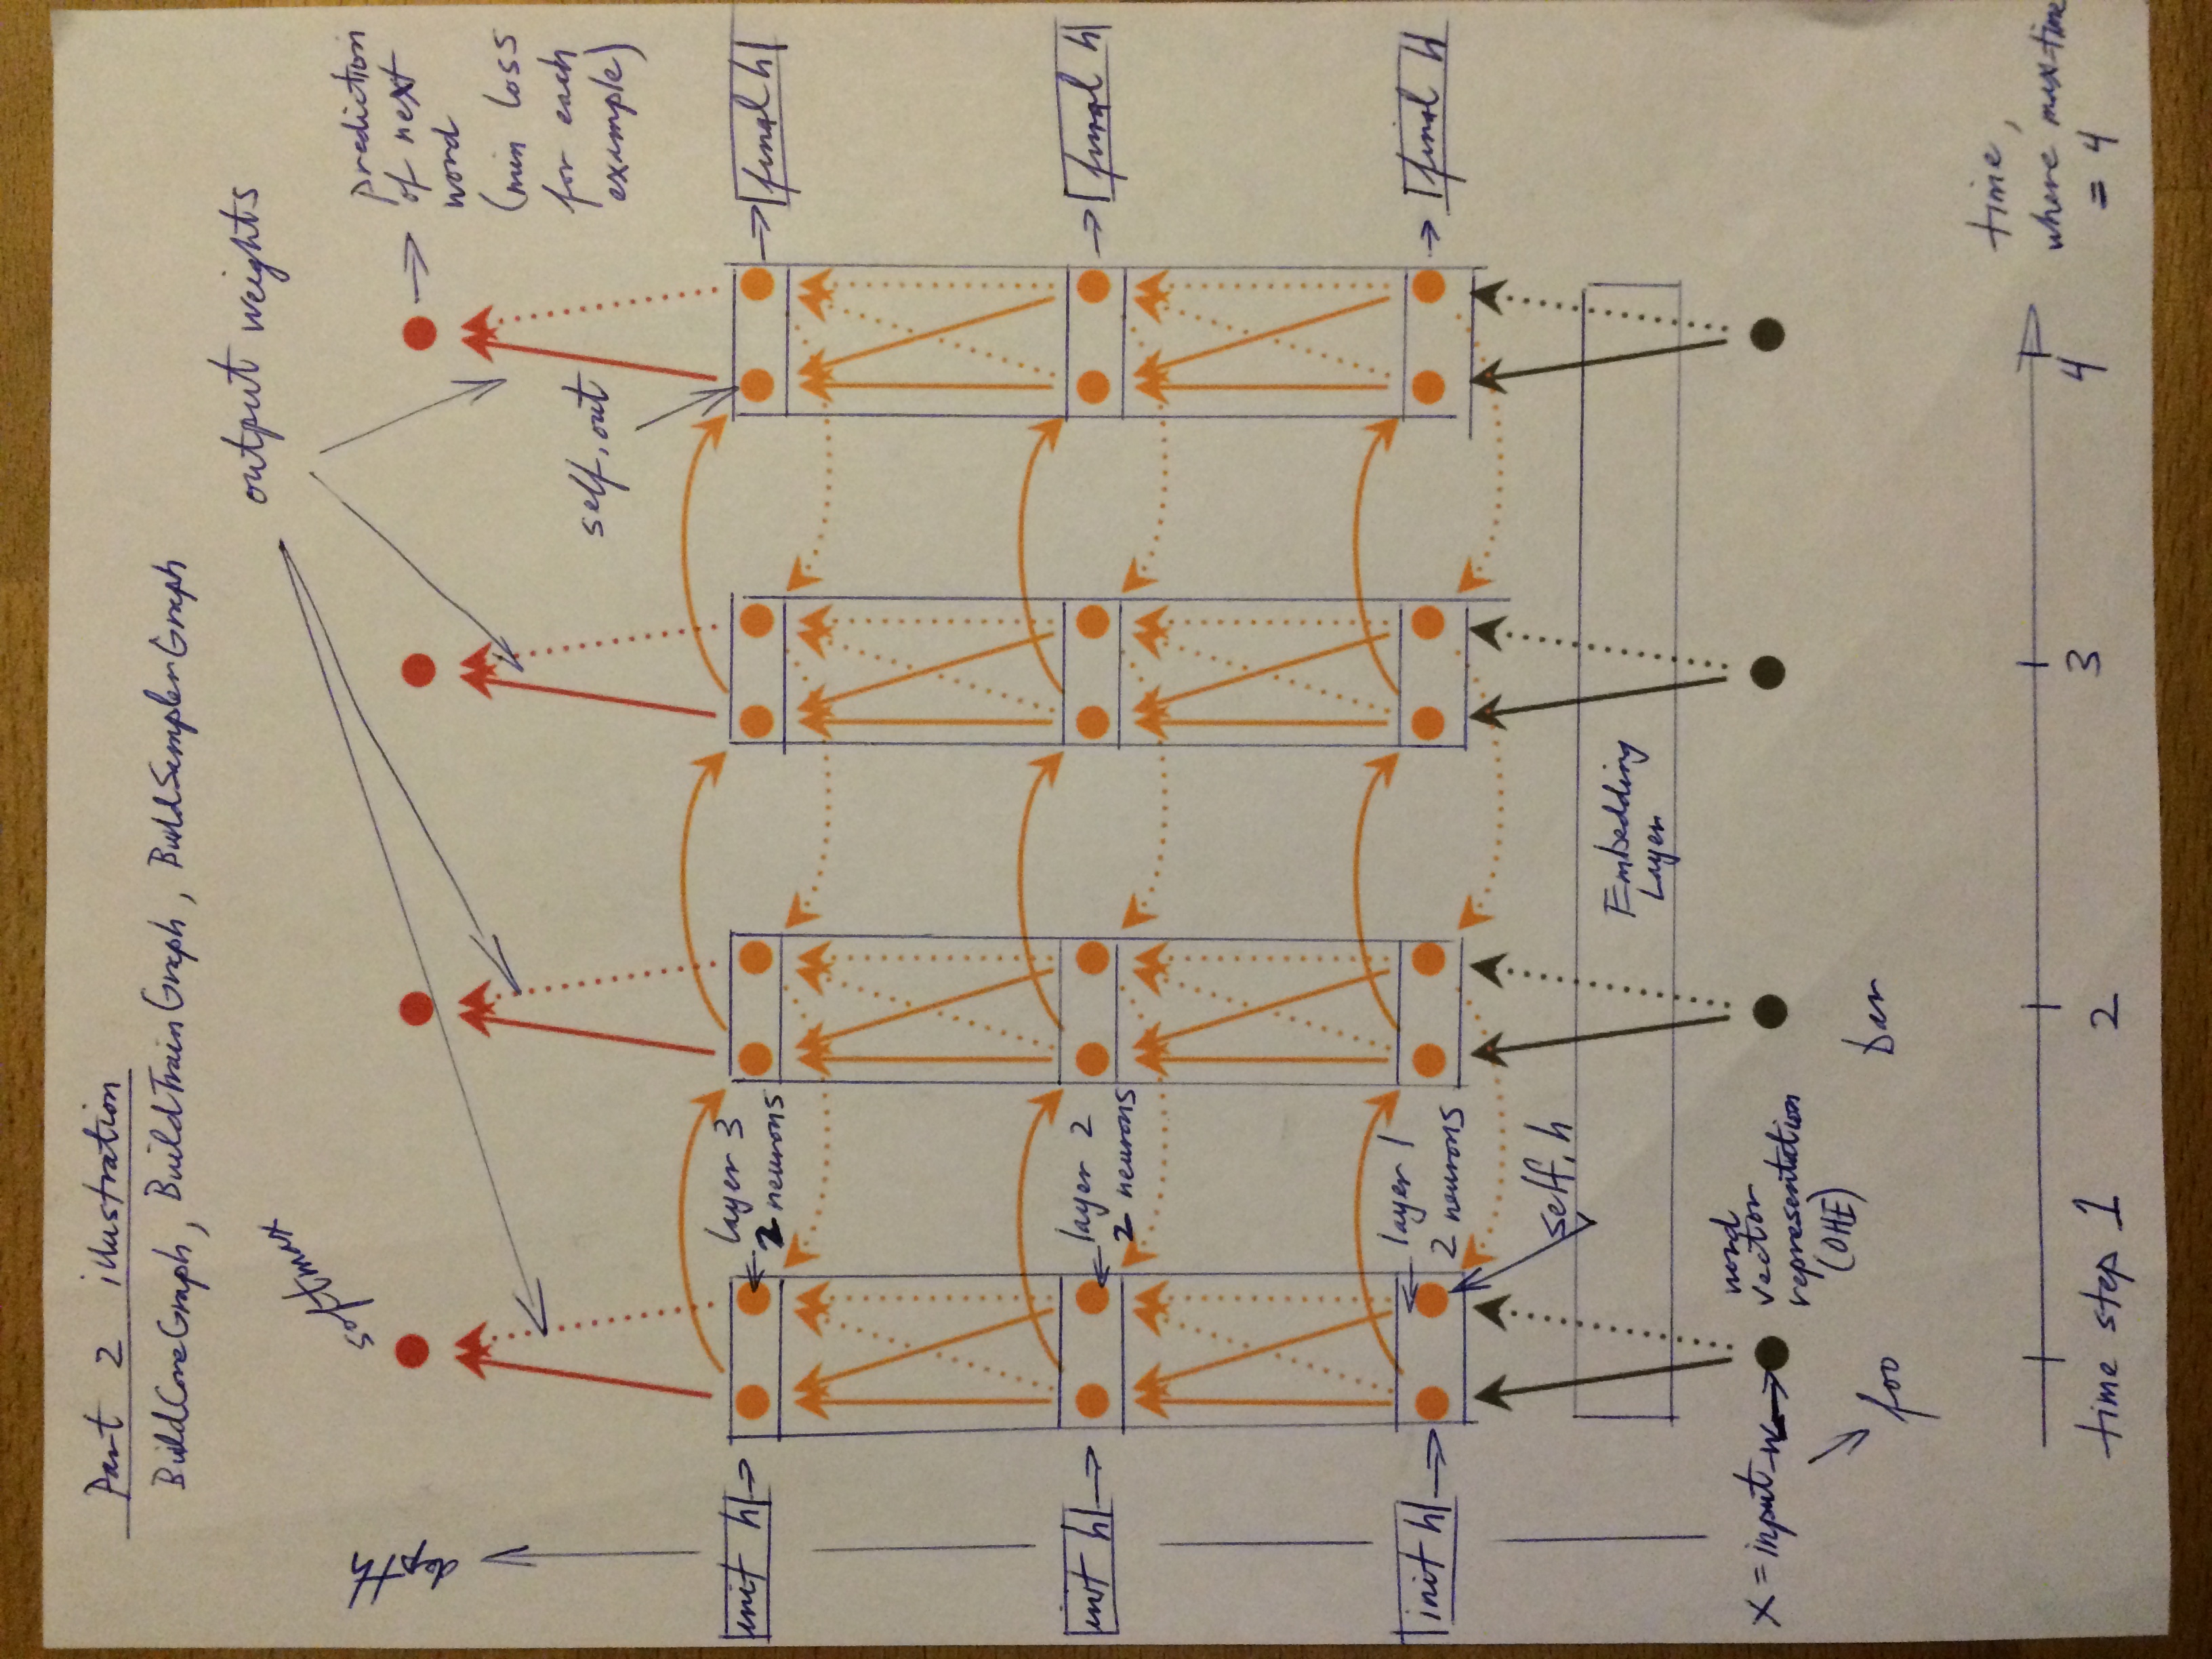 Part 2 illustration
BuildCoreGraph, BuildTrainGraph, BuildSamplerGraph
output weights
softmax
depth
prediction
of next
word
(min loss
for each
example)
self.out
init h
layer 3
2 neurons
final h
init h
layer 2
2 neurons
final h
init h
layer 1
2 neurons
final h
self.h
Embedding
Layer
x = input_w
word
vector
representation
(OHE)
foo
bar
time,
where max-time
= 4
time step 1
2
3
4